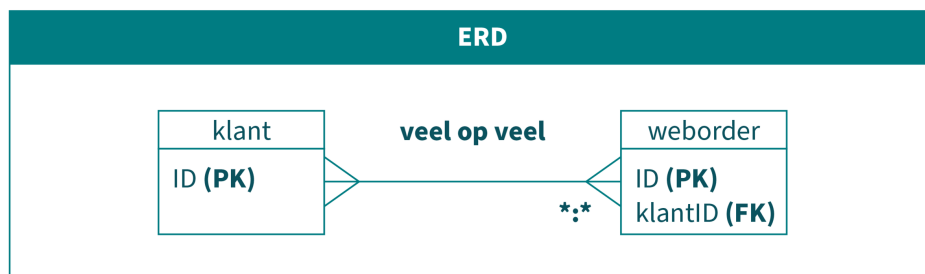 ERD
klant
veel op veel
weborder
ID (PK)
ID (PK)
*:*
klantID (FK)